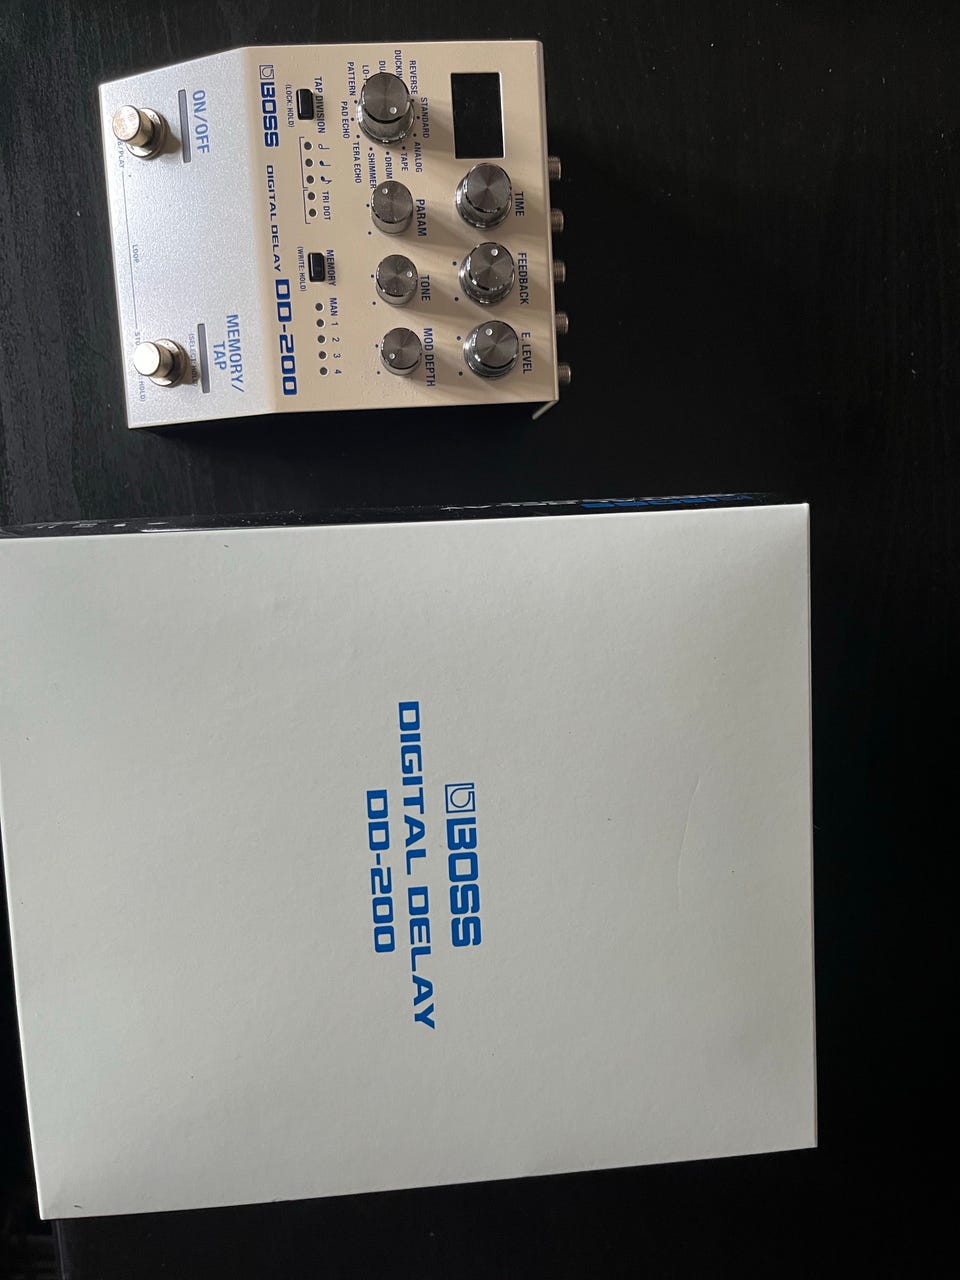 TIME
FEEDBACK
E. LEVEL
REVERSE
STANDARD
ANALOG
TAPE
DRUM
SHIMMER
TERA ECHO
PAD ECHO
PATTERN
PARAM
TONE
MOD DEPTH
TAP DIVISION
(LOCK: HOLD)
TRI DOT
MEMORY
(WRITE: HOLD)
MAN 1 2 3 4
BOSS DIGITAL DELAY DD-200
ON/OFF
MEMORY/
TAP
LOOP
BOSS
DIGITAL DELAY
DD-200